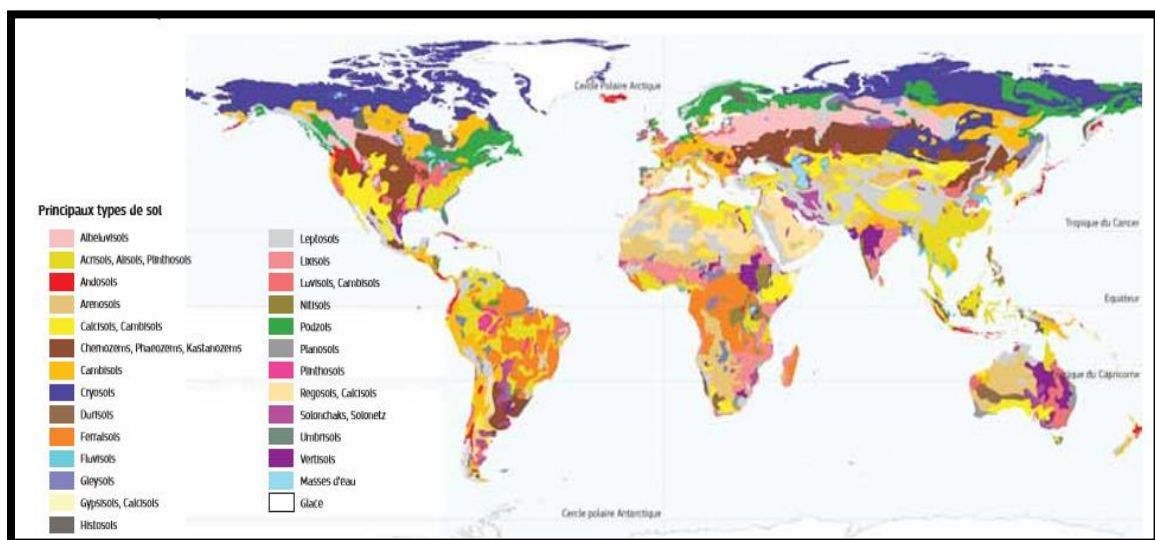 Cercle Polaire Arctique
Principaux types de sol
Albeluvisols
Acrisols, Alisols, Plinthosols
Andosols
Arenosols
Calcisols, Cambisols
Chernozems, Phaeozems, Kastanozems
Cambisols
Cryosols
Durisols
Ferralsols
Fluvisols
Gleysols
Gypsisols, Calcisols
Histosols
Leptosols
Lixisols
Luvisols, Cambisols
Nitisols
Podzols
Planosols
Plinthosols
Regosols, Calcisols
Solonchaks, Solonetz
Umbrisols
Vertisols
Masses d'eau
Glace
Tropique du Cancer
Equateur
Tropique du Capricorne
Cercle polaire Antarctique